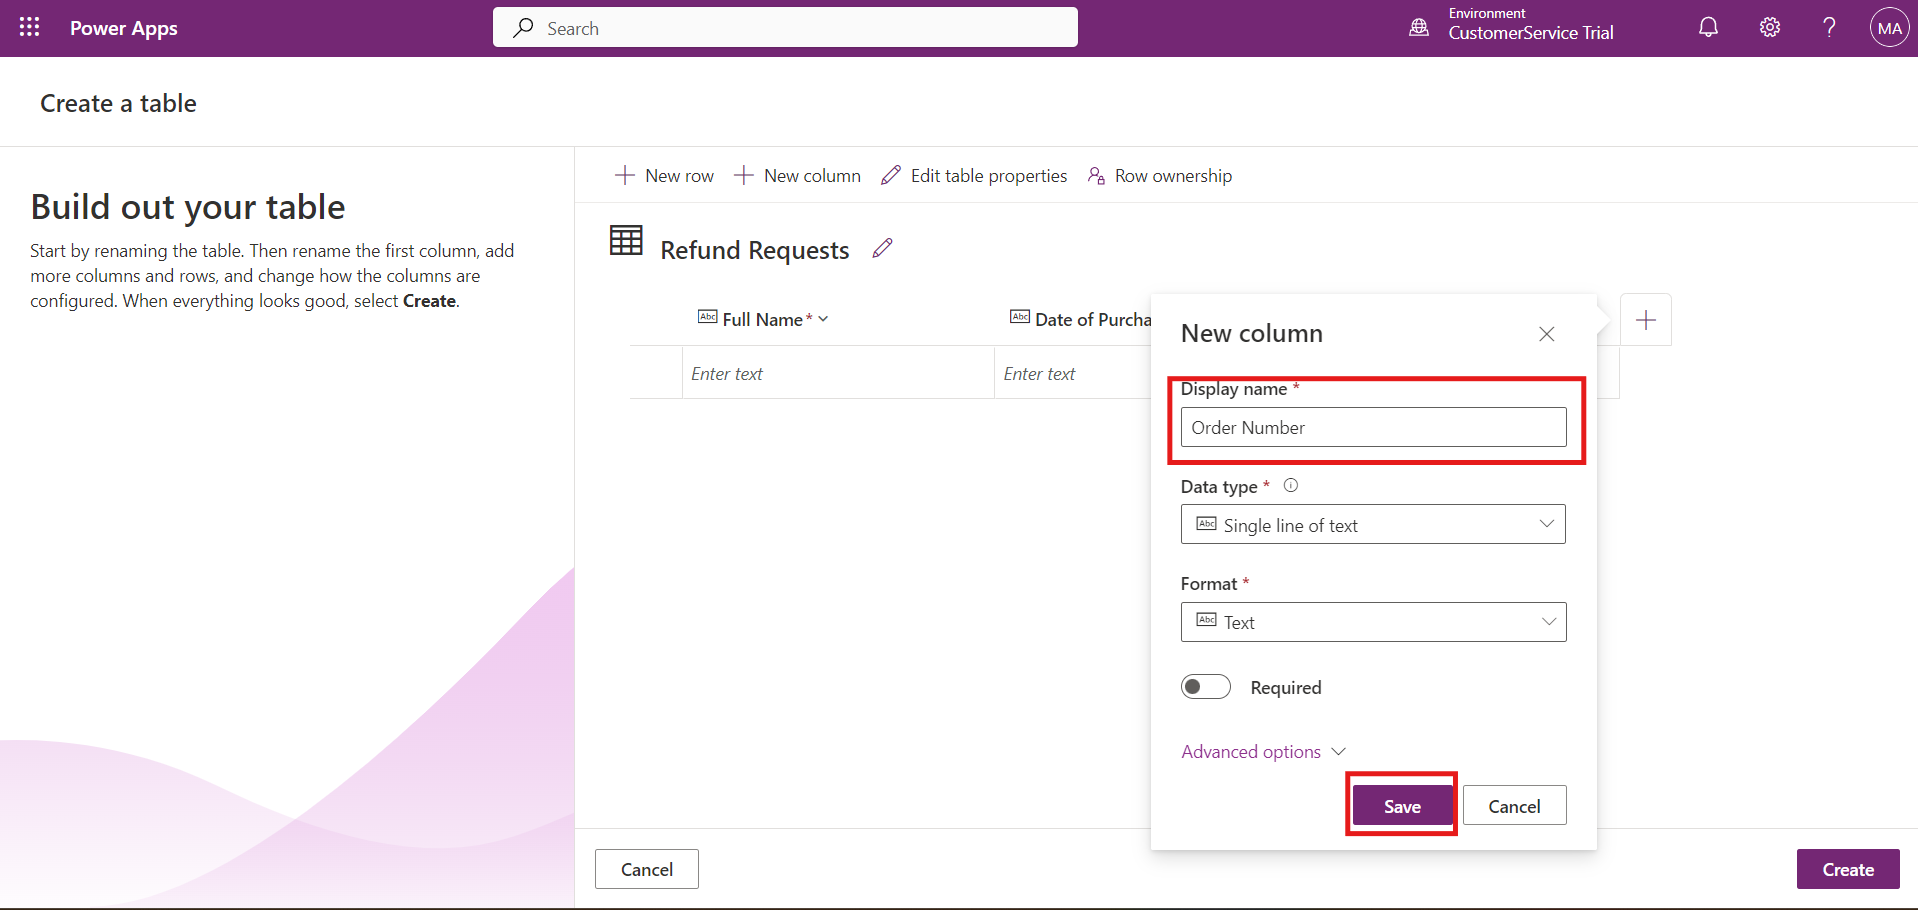 Power Apps
Search
Environment
CustomerService Trial
MA
Create a table
Build out your table
Start by renaming the table. Then rename the first column, add
more columns and rows, and change how the columns are
configured. When everything looks good, select Create.
New row
New column
Edit table properties
Row ownership
Refund Requests
Abc Full Name *
Abc Date of Purcha
Enter text
Enter text
New column
Display name *
Order Number
Data type *
Abc Single line of text
Format *
Abc Text
Required
Advanced options
Save
Cancel
Cancel
Create